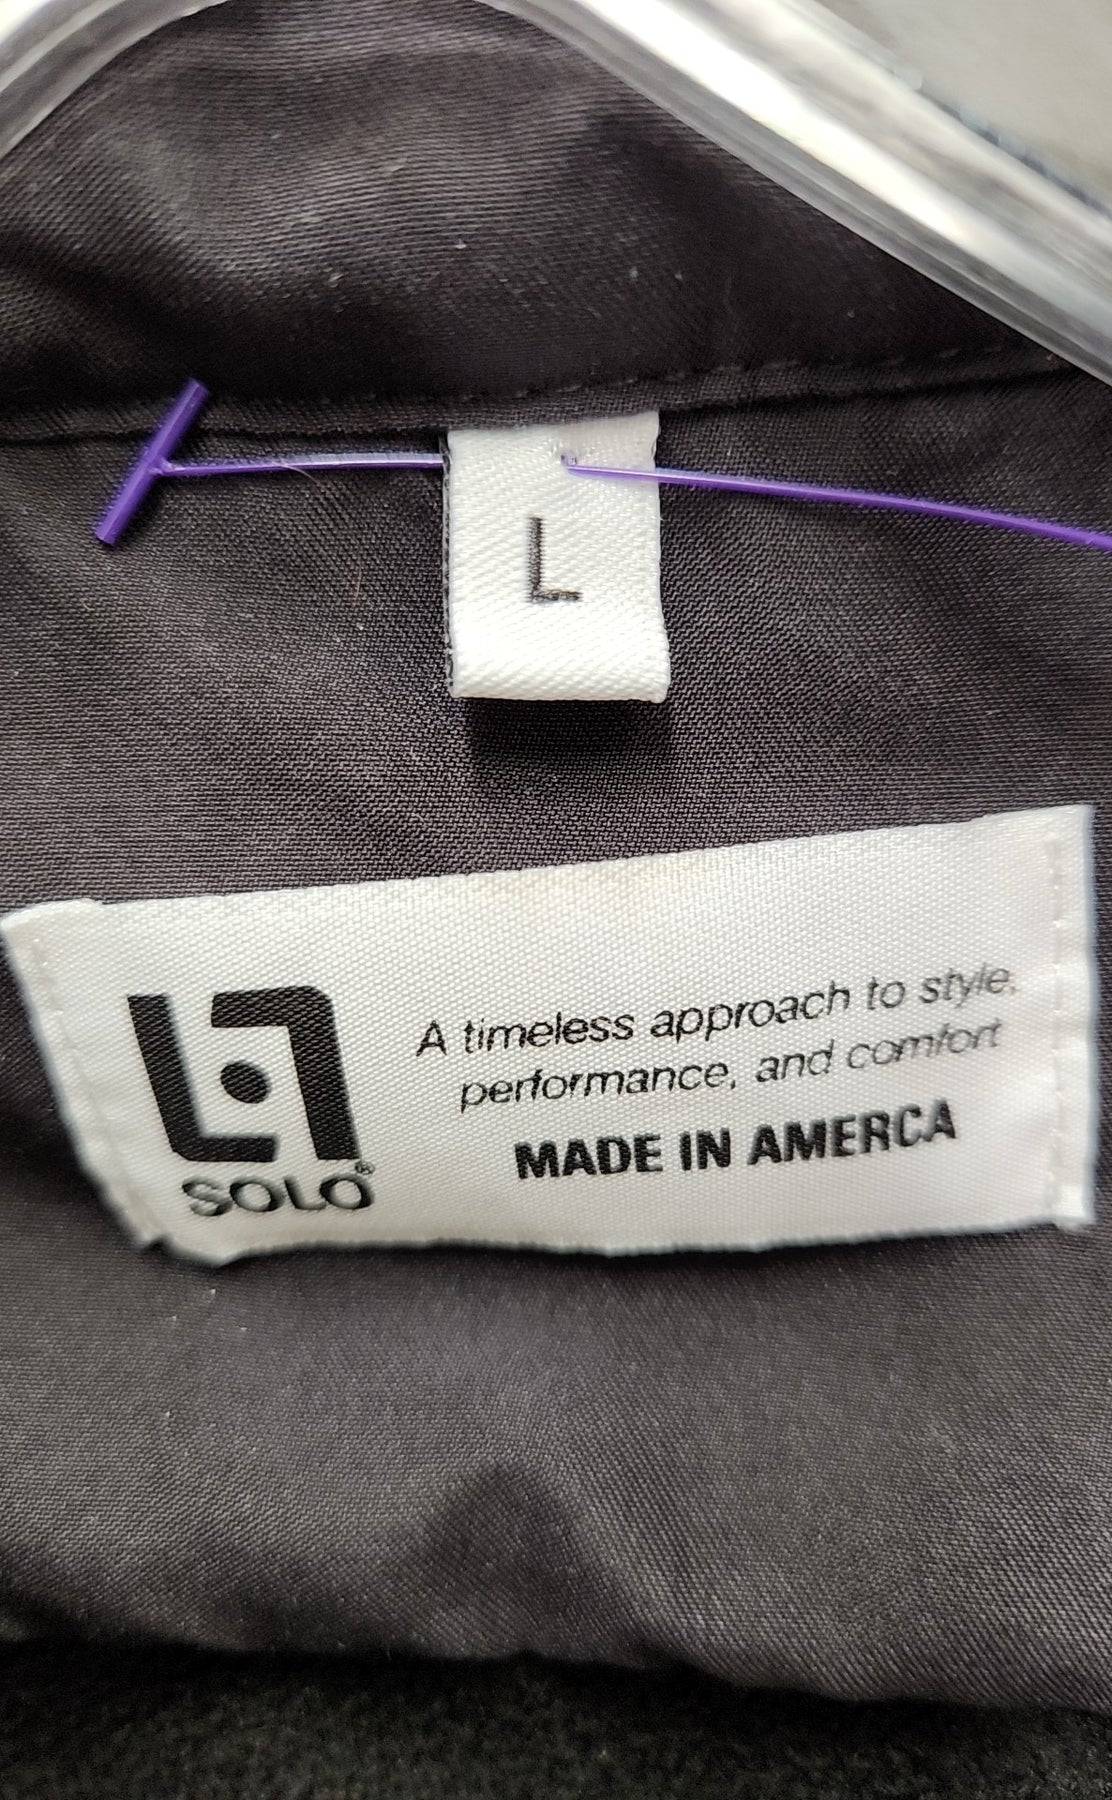 L
A timeless approach to style,
performance, and comfort
MADE IN AMERCA
SOLO®